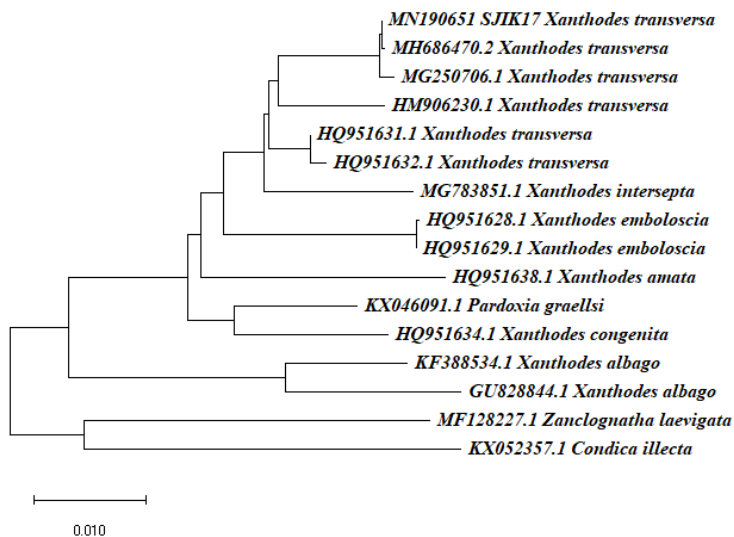 MN190651 SJIK17 Xanthodes transversa
MH686470.2 Xanthodes transversa
MG250706.1 Xanthodes transversa
HM906230.1 Xanthodes transversa
HQ951631.1 Xanthodes transversa
HQ951632.1 Xanthodes transversa
MG783851.1 Xanthodes intersepta
HQ951628.1 Xanthodes emboloscia
HQ951629.1 Xanthodes emboloscia
HQ951638.1 Xanthodes amata
KX046091.1 Pardoxia graellsi
HQ951634.1 Xanthodes congenita
KF388534.1 Xanthodes albago
GU828844.1 Xanthodes albago
MF128227.1 Zanclognatha laevigata
KX052357.1 Condica illecta
0.010